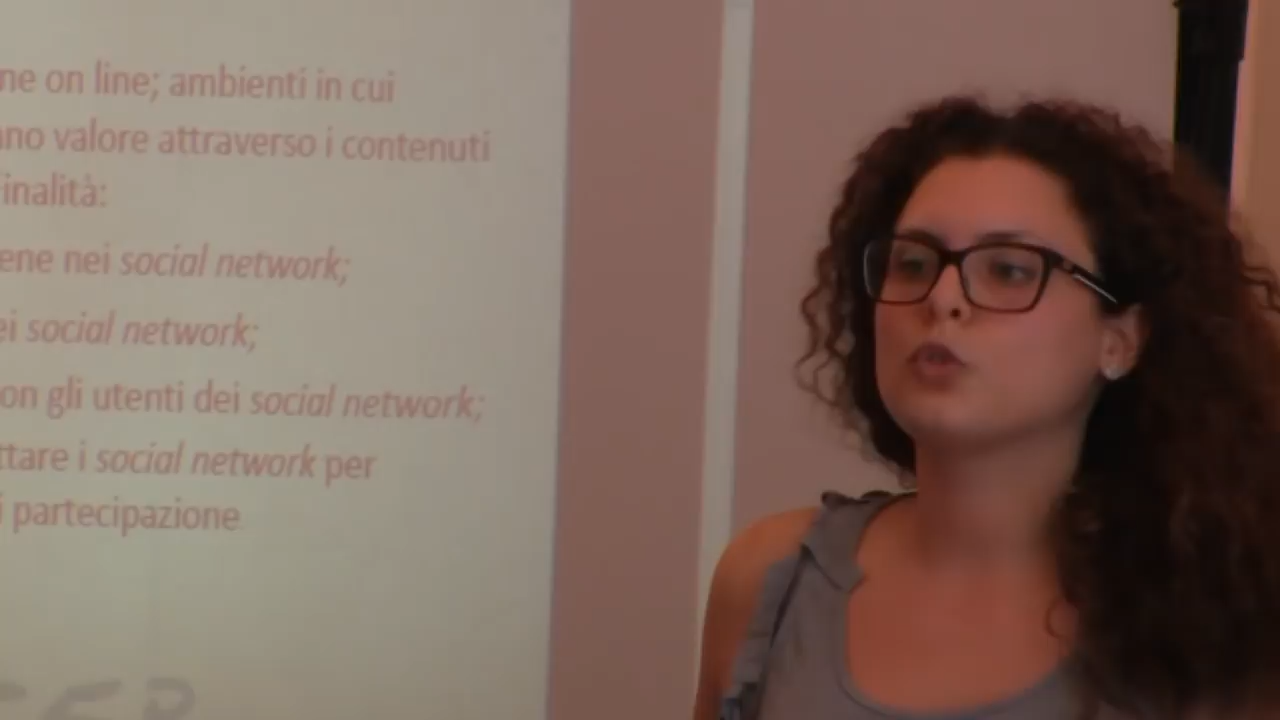 ne on line; ambienti in cui
no valore attraverso i contenuti
inalità:
ene nei social network;
ei social network;
on gli utenti dei social network;
ttare i social network per
i partecipazione